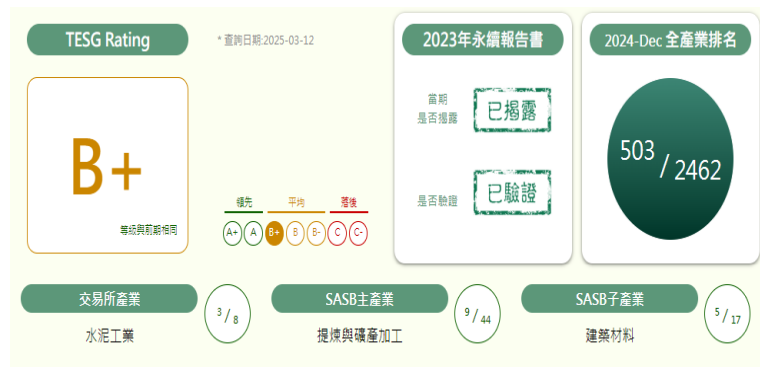 TESG Rating
* 查詢日期:2025-03-12
B+
等級與前期相同
領先 平均 落後
A+ A B+ B B- C C-
2023年永續報告書
當期
是否揭露
已揭露
是否驗證
已驗證
2024-Dec 全產業排名
503 / 2462
交易所產業
3 / 8
水泥工業
SASB主產業
9 / 44
提煉與礦產加工
SASB子產業
5 / 17
建築材料